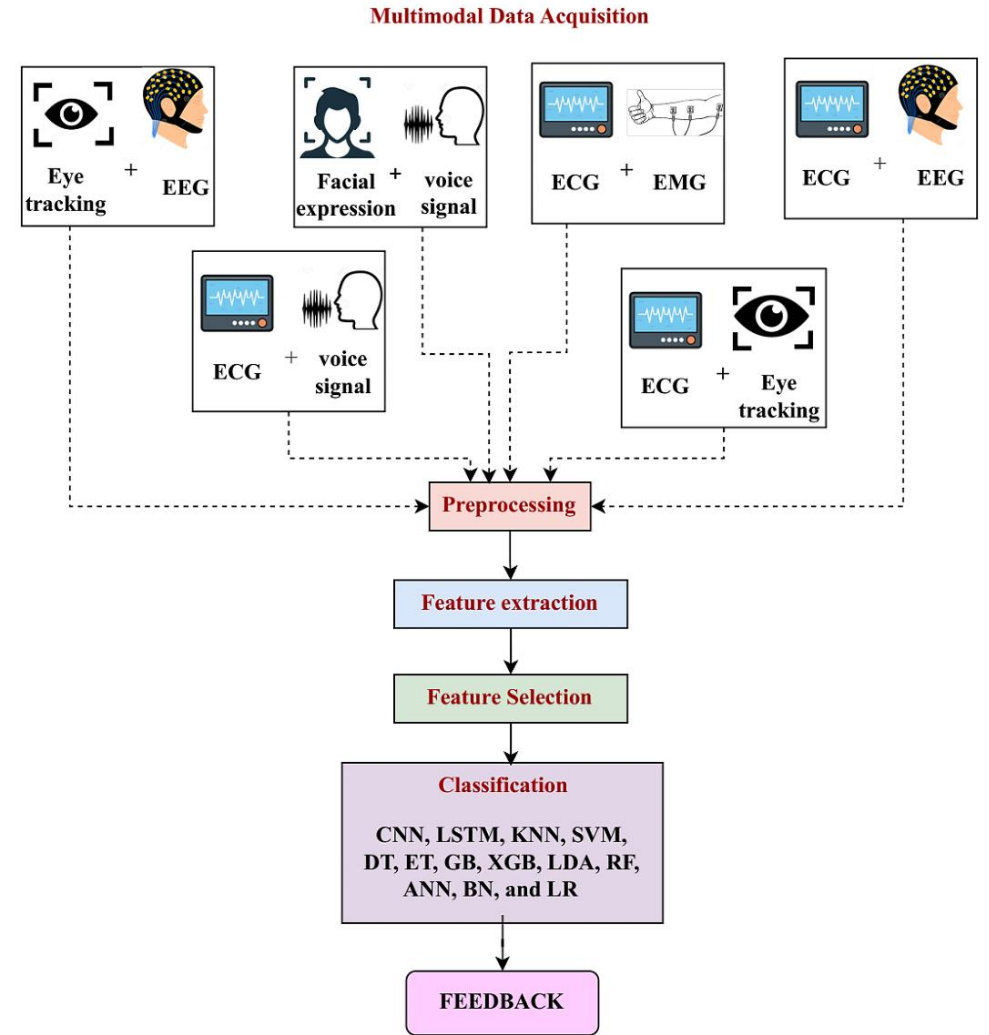 Multimodal Data Acquisition
Eye
tracking
+
EEG
Facial
expression
+
voice
signal
ECG
+
EMG
ECG
+
EEG
ECG
+
voice
signal
ECG
+
Eye
tracking
Preprocessing
Feature extraction
Feature Selection
Classification
CNN, LSTM, KNN, SVM,
DT, ET, GB, XGB, LDA, RF,
ANN, BN, and LR
FEEDBACK